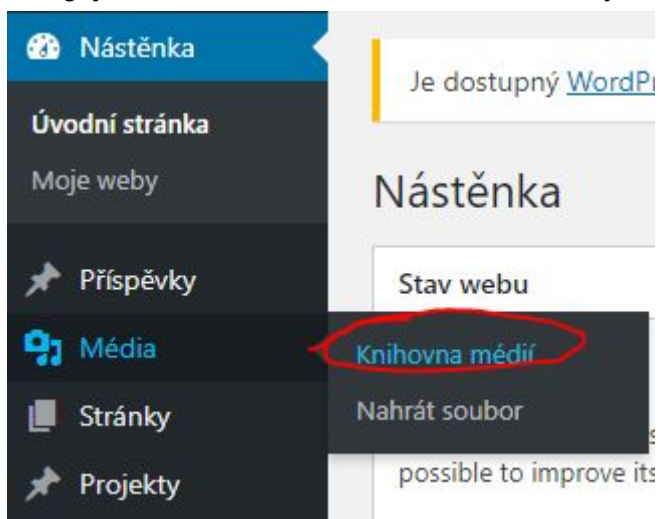 Nástěnka
Úvodní stránka
Moje weby
Příspěvky
Média
Stránky
Projekty
Je dostupný
Nástěnka
Stav webu
Knihovna médií
Nahrát soubor
possible to improve its